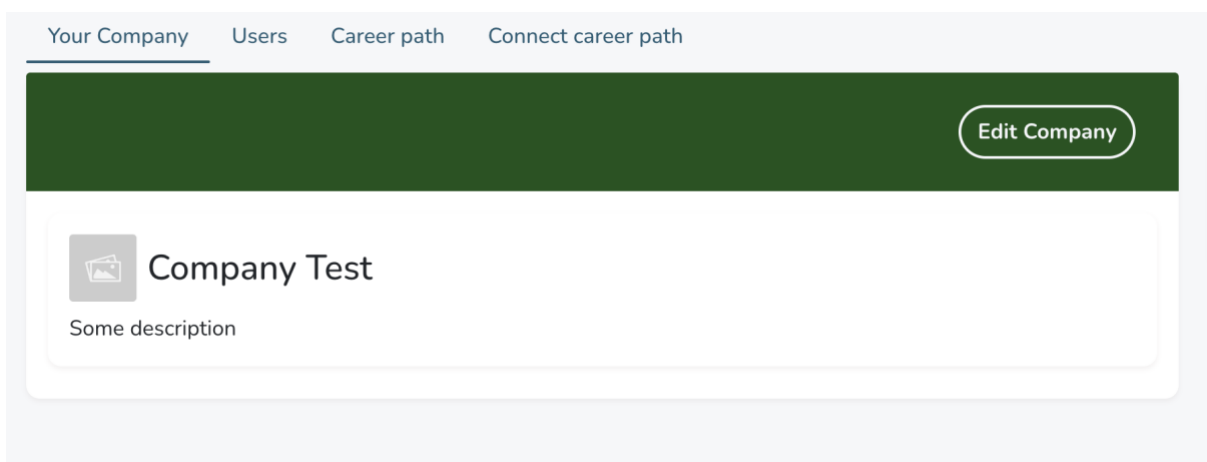 Your Company Users Career path Connect career path
Edit Company
Company Test
Some description